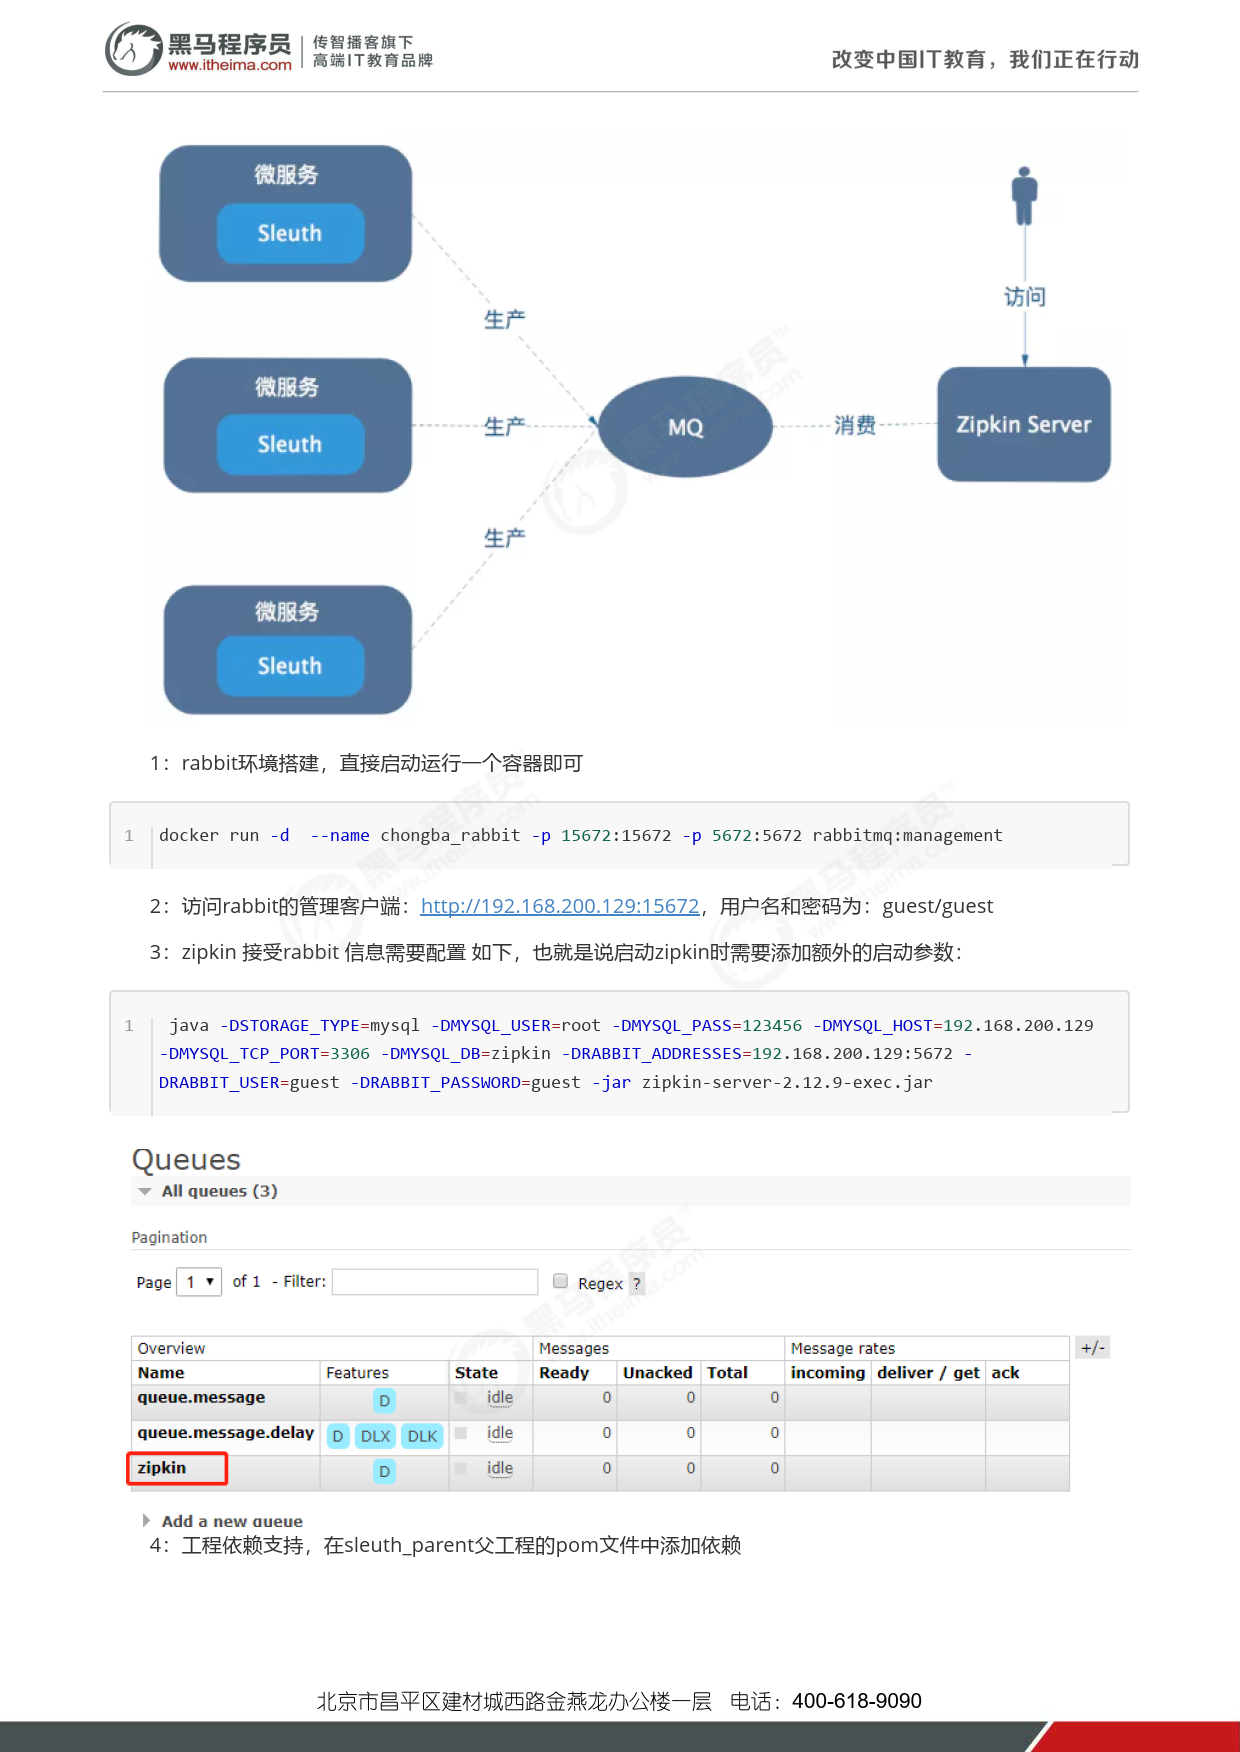 黑马程序员
www.itheima.com
传智播客旗下
高端IT教育品牌
改变中国IT教育，我们正在行动
微服务
Sleuth
生产
访问
微服务
Sleuth
生产
MQ
消费
Zipkin Server
生产
微服务
Sleuth
1：rabbit环境搭建，直接启动运行一个容器即可
1 docker run -d  --name chongba_rabbit -p 15672:15672 -p 5672:5672 rabbitmq:management
2：访问rabbit的管理客户端：http://192.168.200.129:15672，用户名和密码为：guest/guest
3：zipkin 接受rabbit 信息需要配置 如下，也就是说启动zipkin时需要添加额外的启动参数：
1 java -DSTORAGE_TYPE=mysql -DMYSQL_USER=root -DMYSQL_PASS=123456 -DMYSQL_HOST=192.168.200.129
-DMYSQL_TCP_PORT=3306 -DMYSQL_DB=zipkin -DRABBIT_ADDRESSES=192.168.200.129:5672 -
DRABBIT_USER=guest -DRABBIT_PASSWORD=guest -jar zipkin-server-2.12.9-exec.jar
Queues
All queues (3)
Pagination
Page 1 of 1 - Filter: Regex ?
Overview Messages Message rates +/-
Name Features State Ready Unacked Total incoming deliver / get ack
queue.message D idle 0 0 0
queue.message.delay D DLX DLK idle 0 0 0
zipkin D idle 0 0 0
Add a new queue
4：工程依赖支持，在sleuth_parent父工程的pom文件中添加依赖
北京市昌平区建材城西路金燕龙办公楼一层 电话：400-618-9090